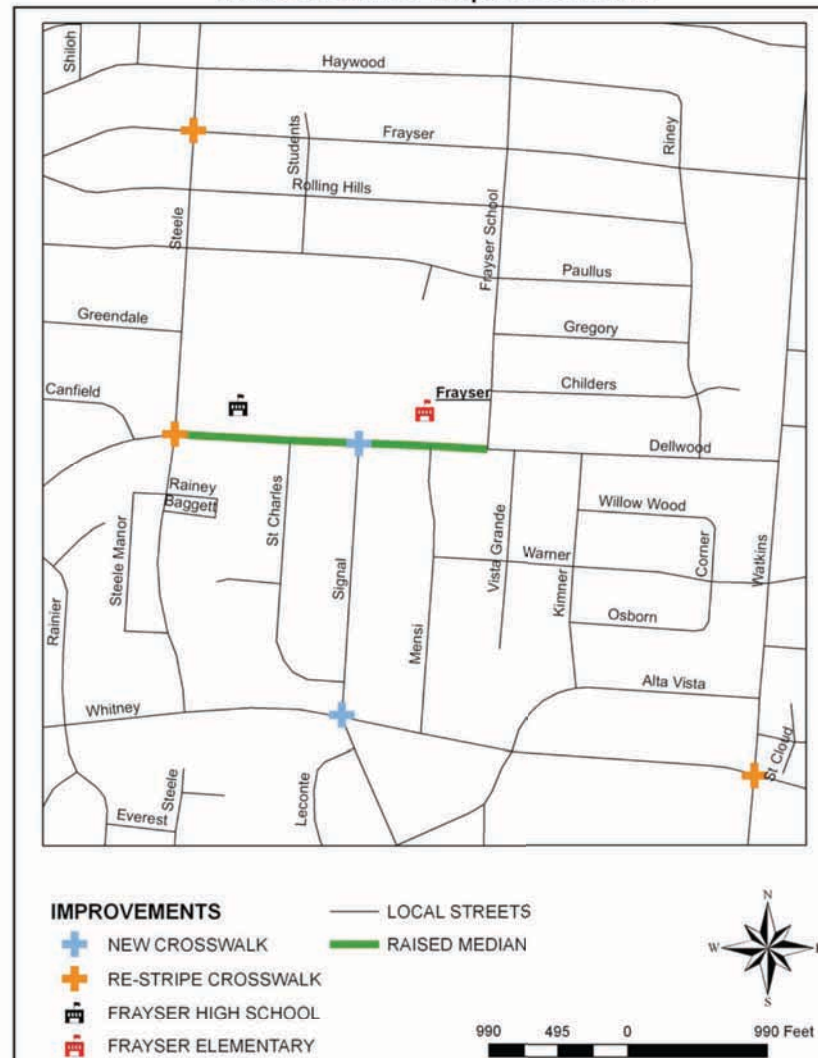 Shiloh
Haywood
Frayser
Students
Riney
Rolling Hills
Steele
Frayser School
Paullus
Greendale
Gregory
Canfield
Frayser
Childers
Dellwood
Rainey
Baggett
Steele Manor
St Charles
Signal
Mensi
Vista Grande
Willow Wood
Warner
Kimner
Corner
Watkins
Osborn
Rainier
Alta Vista
Whitney
St Cloud
Steele
Leconte
Everest
IMPROVEMENTS
NEW CROSSWALK
RE-STRIPE CROSSWALK
FRAYSER HIGH SCHOOL
FRAYSER ELEMENTARY
LOCAL STREETS
RAISED MEDIAN
N
W
S
990 495 0 990 Feet